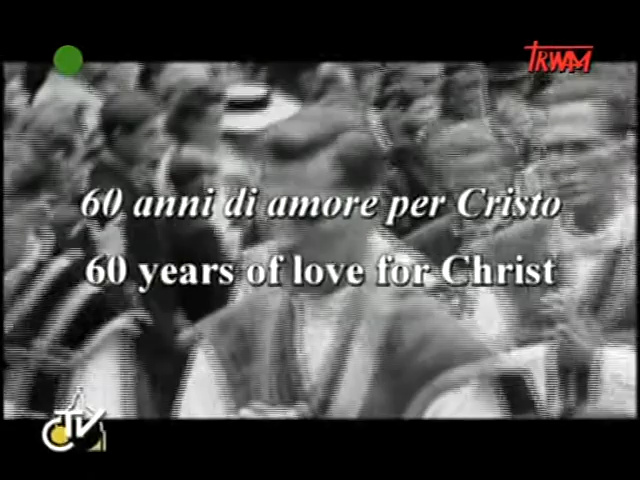 TRWAM
60 anni di amore per Cristo
60 years of love for Christ
CTV